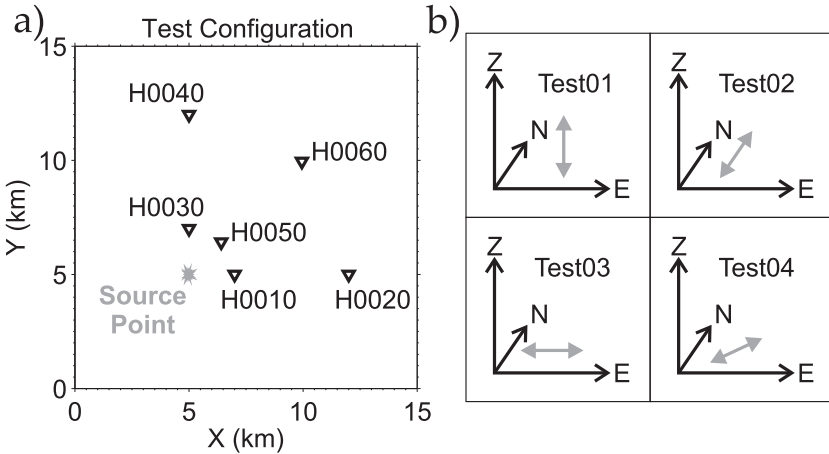 a)
Test Configuration
15
H0040
H0060
10
H0030
H0050
Y (km)
5
Source
Point
H0010
H0020
0
0
5
10
15
X (km)
b)
Z
Test01
N
E
Z
Test02
N
E
Z
Test03
N
E
Z
Test04
N
E